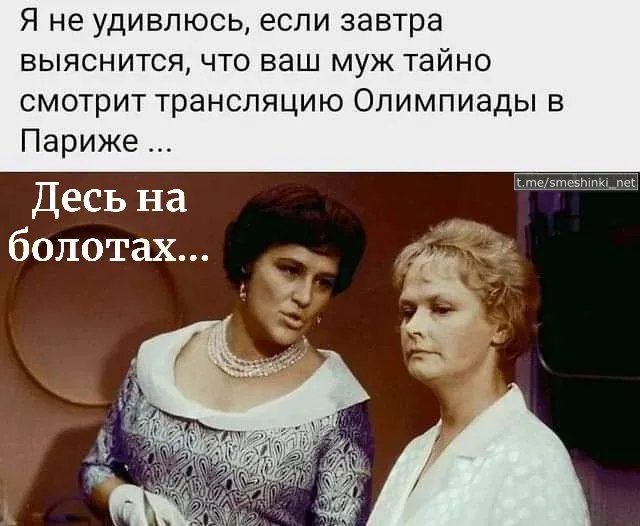 Я не удивлюсь, если завтра
выяснится, что ваш муж тайно
смотрит трансляцию Олимпиады в
Париже ...
t.me/smeshinki_net
Десь на
болотах...